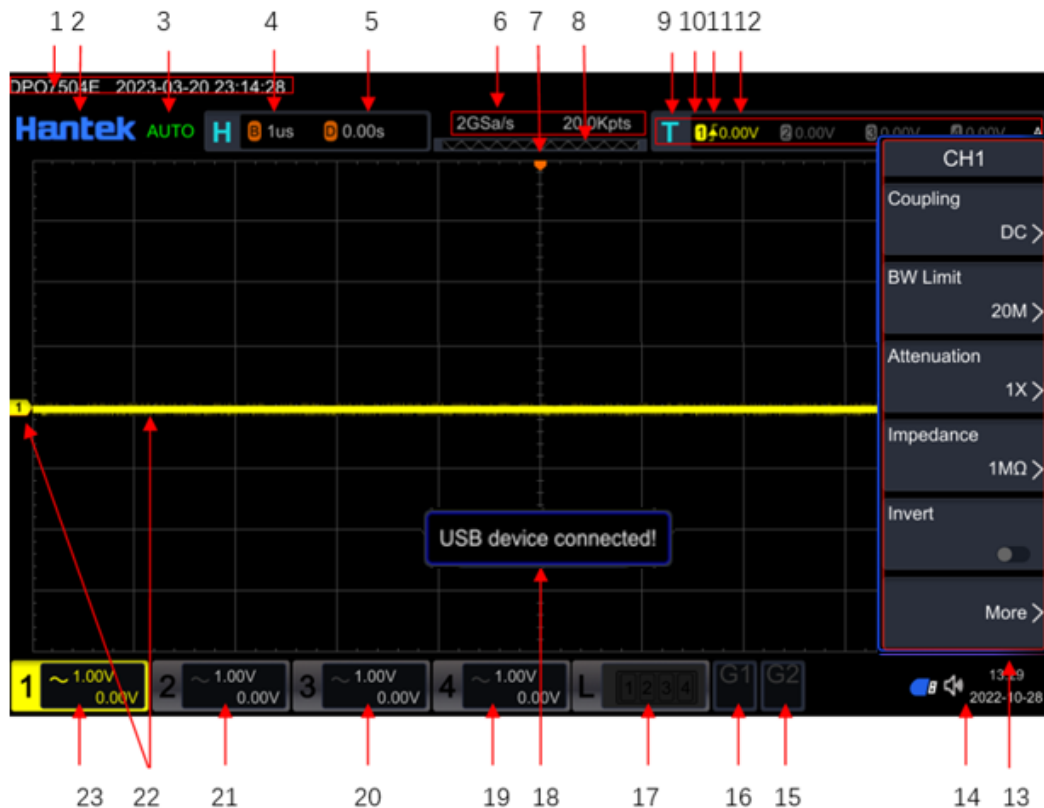 1 2 3 4 5 6 7 8 9 10 11 12
DPO7504E 2023-03-20 23:14:28
Hantek AUTO H B 1us D 0.00s 2GSa/s 20.0Kpts T 1 0.00V 2 0.00V 3 0.00V 4 0.00V A
CH1
Coupling
DC >
BW Limit
20M >
Attenuation
1X >
1
Impedance
1MΩ >
Invert
USB device connected!
More >
1 ~ 1.00V 2 ~ 1.00V 3 ~ 1.00V 4 ~ 1.00V L 1 2 3 4 G1 G2
0.00V 0.00V 0.00V 0.00V
2022-10-28
23 22 21 20 19 18 17 16 15 14 13